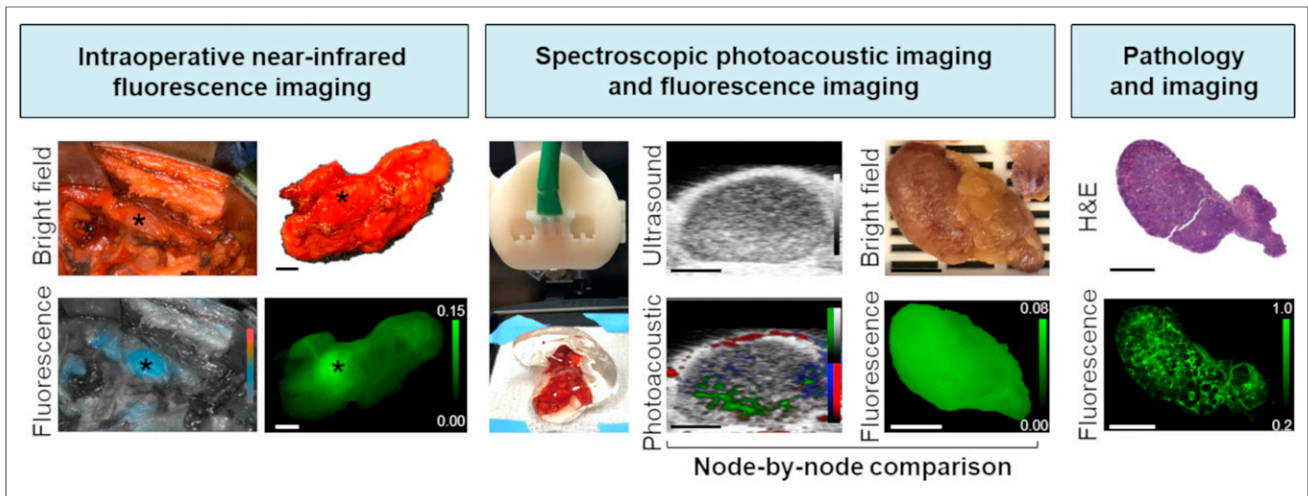 Intraoperative near-infrared
fluorescence imaging
Spectroscopic photoacoustic imaging
and fluorescence imaging
Pathology
and imaging
Bright field
Fluorescence
*
*
*
*
0.15
0.00
Ultrasound
Photoacoustic
Bright field
Fluorescence
0.08
0.00
Node-by-node comparison
H&E
Fluorescence
1.0
0.2